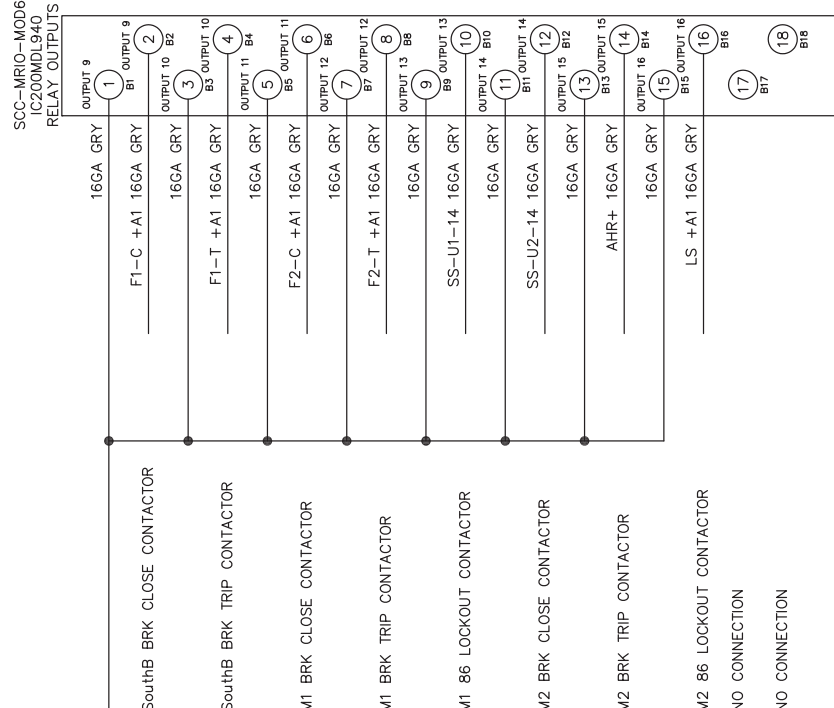 SCC-MRIO-MOD6
IC200MDL940
RELAY OUTPUTS
OUTPUT 9
1
B1
16GA GRY
OUTPUT 9
2
B2
F1-C +A1 16GA GRY
SouthB BRK CLOSE CONTACTOR
OUTPUT 10
3
B3
16GA GRY
OUTPUT 10
4
B4
F1-T +A1 16GA GRY
SouthB BRK TRIP CONTACTOR
OUTPUT 11
5
B5
16GA GRY
OUTPUT 11
6
B6
F2-C +A1 16GA GRY
M1 BRK CLOSE CONTACTOR
OUTPUT 12
7
B7
16GA GRY
OUTPUT 12
8
B8
F2-T +A1 16GA GRY
M1 BRK TRIP CONTACTOR
OUTPUT 13
9
B9
16GA GRY
OUTPUT 13
10
B10
SS-U1-14 16GA GRY
M1 86 LOCKOUT CONTACTOR
OUTPUT 14
11
B11
16GA GRY
OUTPUT 14
12
B12
SS-U2-14 16GA GRY
M2 BRK CLOSE CONTACTOR
OUTPUT 15
13
B13
16GA GRY
OUTPUT 15
14
B14
AHR+ 16GA GRY
M2 BRK TRIP CONTACTOR
OUTPUT 16
15
B15
16GA GRY
OUTPUT 16
16
B16
LS +A1 16GA GRY
M2 86 LOCKOUT CONTACTOR
17
B17
NO CONNECTION
18
B18
NO CONNECTION